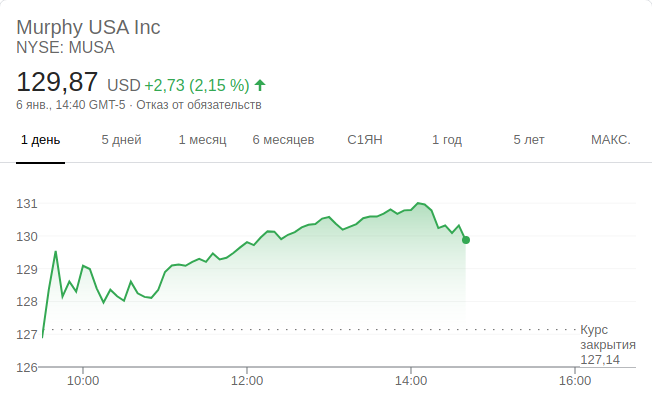 Murphy USA Inc
NYSE: MUSA
129,87 USD +2,73 (2,15 %)
6 янв., 14:40 GMT-5 · Отказ от обязательств
1 день 5 дней 1 месяц 6 месяцев С1ЯН 1 год 5 лет МАКС.
131
130
129
128
127
126
Курс
закрытия
127,14
10:00 12:00 14:00 16:00